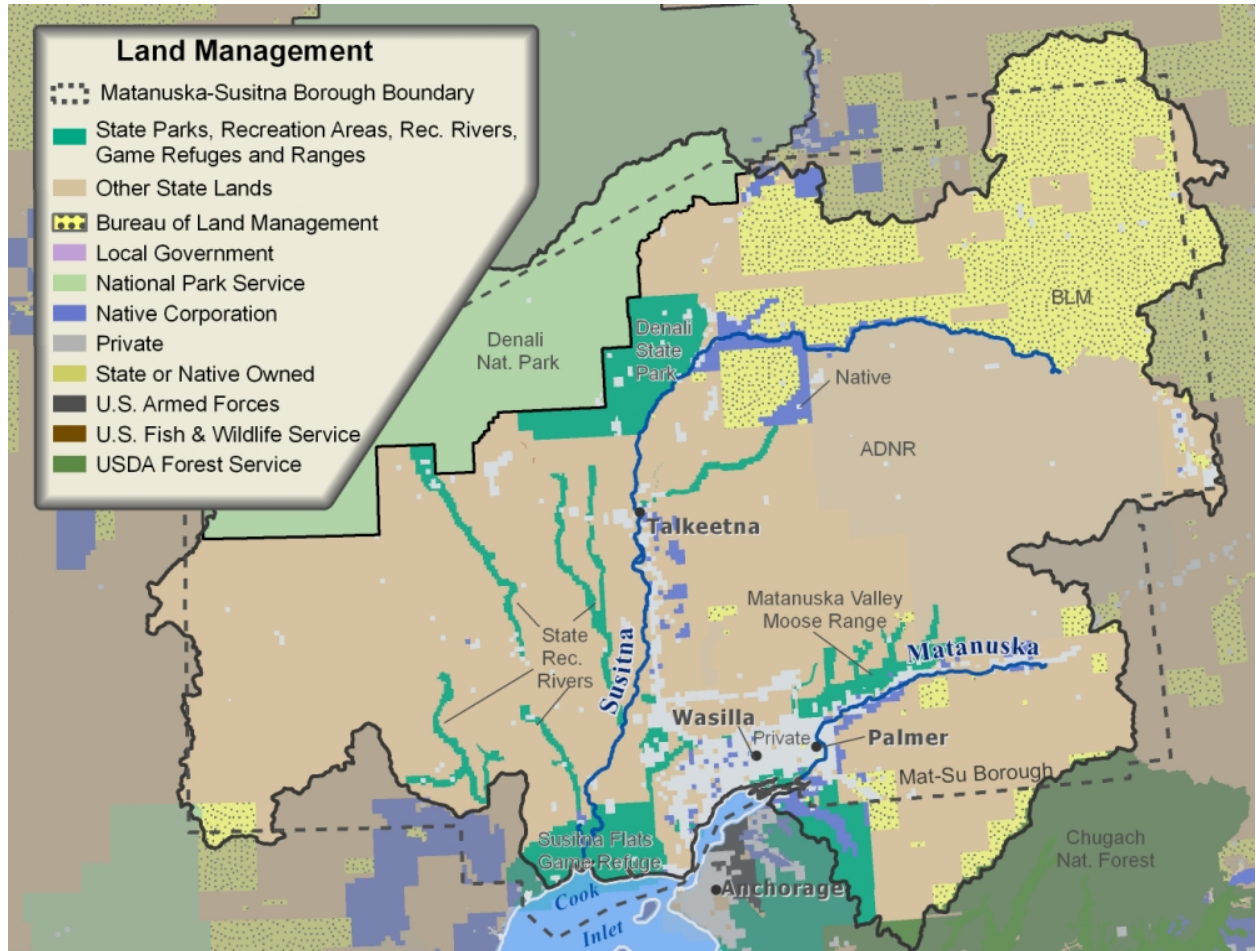 Land Management
Matanuska-Susitna Borough Boundary
State Parks, Recreation Areas, Rec. Rivers,
Game Refuges and Ranges
Other State Lands
Bureau of Land Management
Local Government
National Park Service
Native Corporation
Private
State or Native Owned
U.S. Armed Forces
U.S. Fish & Wildlife Service
USDA Forest Service
BLM
Denali
Nat. Park
Denali
State
Park
Native
ADNR
Talkeetna
Matanuska Valley
Moose Range
State
Rec.
Rivers
Susitna
Matanuska
Wasilla
Private
Palmer
Mat-Su Borough
Susitna Flats
Game Refuge
Chugach
Nat. Forest
Anchorage
Cook
Inlet